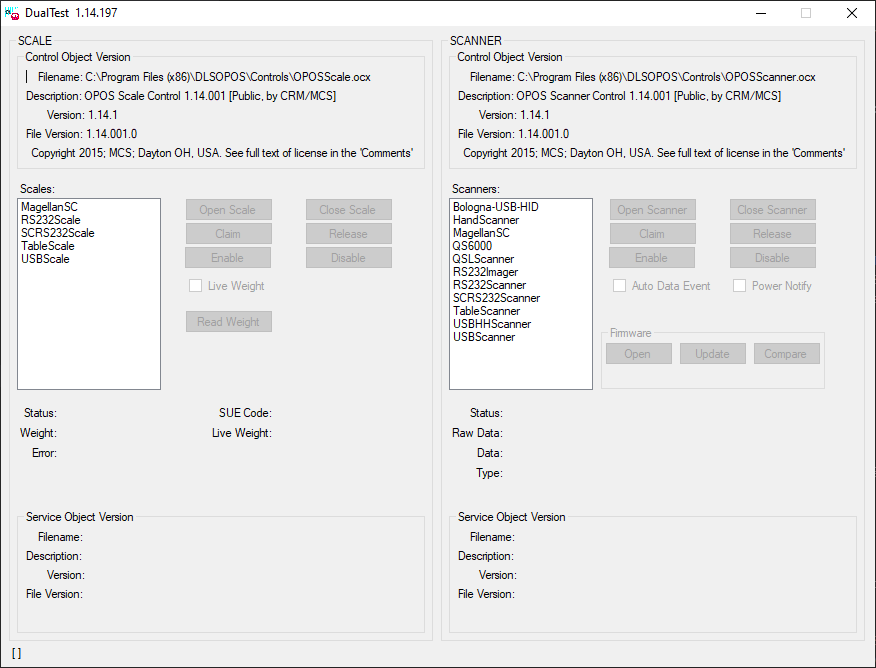 DualTest 1.14.197
SCALE
Control Object Version
Filename: C:\Program Files (x86)\DLSOPOS\Controls\OPOSScale.ocx
Description: OPOS Scale Control 1.14.001 [Public, by CRM/MCS]
Version: 1.14.1
File Version: 1.14.001.0
Copyright 2015; MCS; Dayton OH, USA. See full text of license in the 'Comments'
Scales:
MagellanSC
RS232Scale
SCRS232Scale
TableScale
USBScale
Open Scale
Close Scale
Claim
Release
Enable
Disable
Live Weight
Read Weight
Status:
SUE Code:
Weight:
Live Weight:
Error:
Service Object Version
Filename:
Description:
Version:
File Version:
SCANNER
Control Object Version
Filename: C:\Program Files (x86)\DLSOPOS\Controls\OPOSScanner.ocx
Description: OPOS Scanner Control 1.14.001 [Public, by CRM/MCS]
Version: 1.14.1
File Version: 1.14.001.0
Copyright 2015; MCS; Dayton OH, USA. See full text of license in the 'Comments'
Scanners:
Bologna-USB-HID
HandScanner
MagellanSC
QS6000
QSLScanner
RS232Imager
RS232Scanner
SCRS232Scanner
TableScanner
USBHHScanner
USBScanner
Open Scanner
Close Scanner
Claim
Release
Enable
Disable
Auto Data Event
Power Notify
Firmware
Open
Update
Compare
Status:
Raw Data:
Data:
Type:
Service Object Version
Filename:
Description:
Version:
File Version:
[ ]